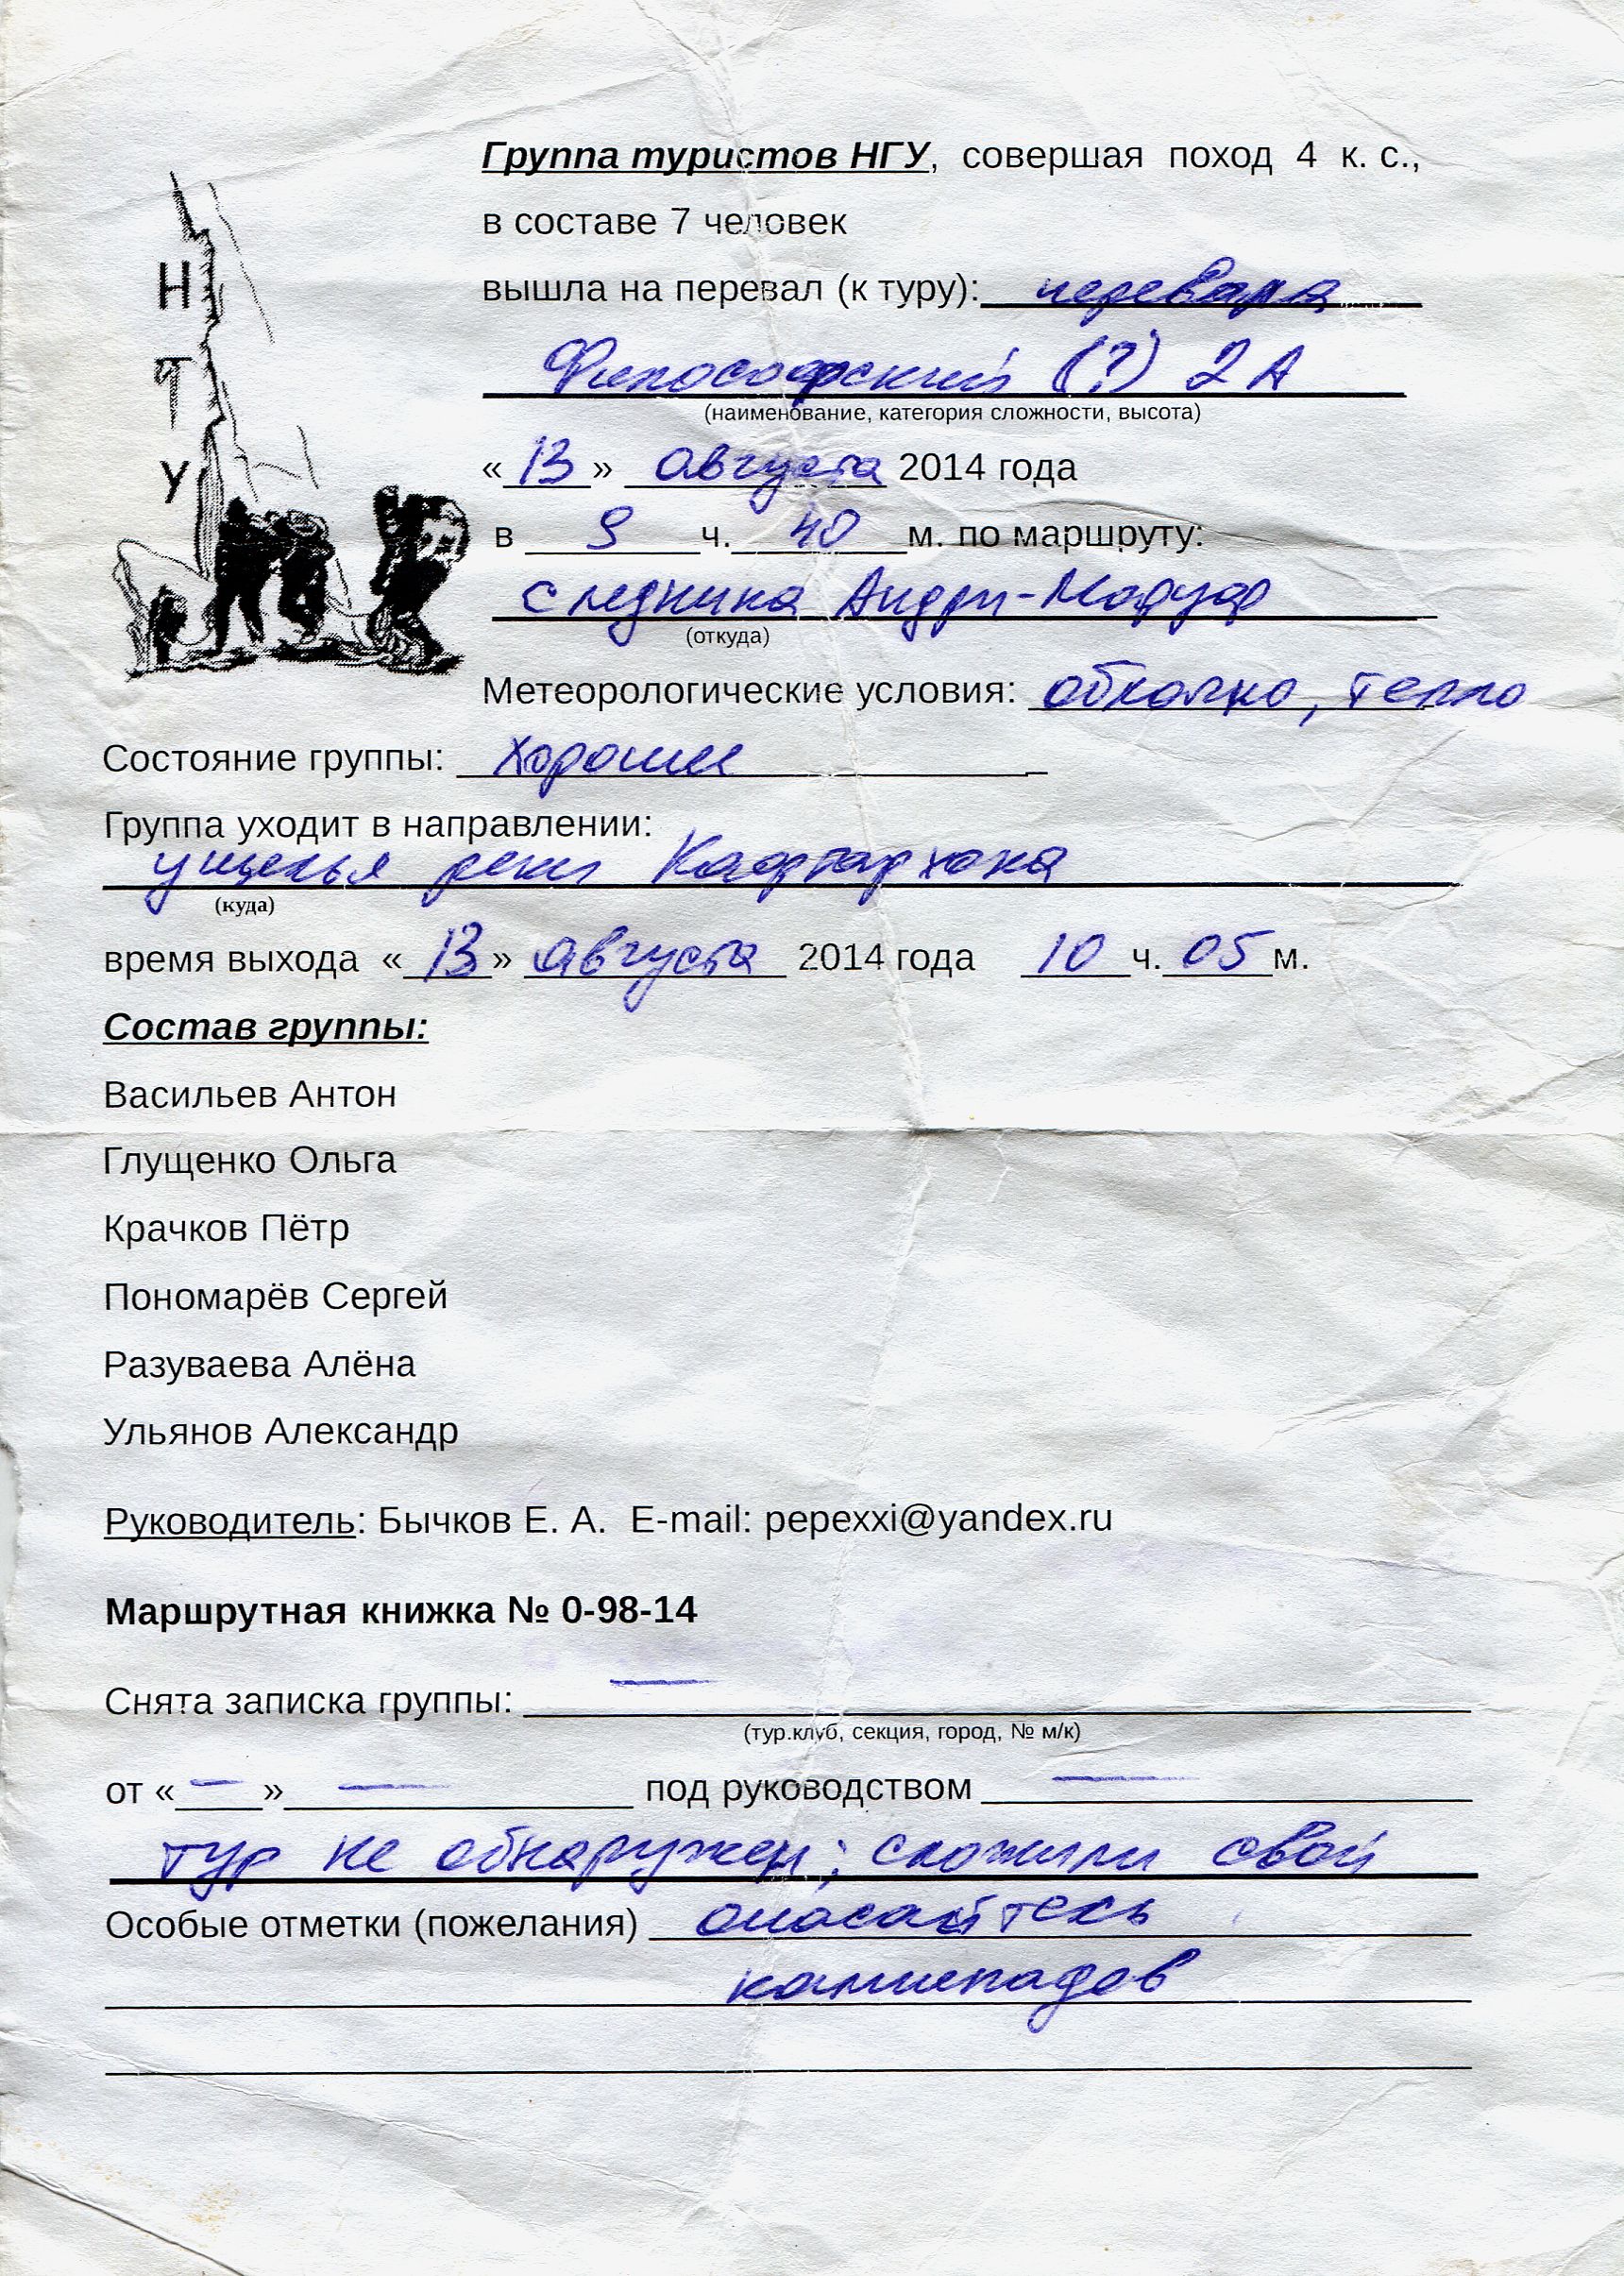 Группа туристов НГУ, совершая поход 4 к. с.,
в составе 7 человек
вышла на перевал (к туру): перевала
Философский (?) 2А
(наименование, категория сложности, высота)
«13» августа 2014 года
в 9 ч. 40 м. по маршруту:
с ледника
(откуда)
Метеорологические условия: облачно, тепло
Состояние группы: хорошее
Группа уходит в направлении:
ущелья реки
(куда)
время выхода «13» августа 2014 года 10 ч. 05 м.
Состав группы:
Васильев Антон
Глущенко Ольга
Крачков Пётр
Пономарёв Сергей
Разуваева Алёна
Ульянов Александр
Руководитель: Бычков Е. А. E-mail: pepexxi@yandex.ru
Маршрутная книжка № 0-98-14
Снята записка группы: —
(тур.клуб, секция, город, № м/к)
от «—» — под руководством —
тур не обнаружен; сложили свой
Особые отметки (пожелания) опасайтесь
камнепадов
Н
Т
У